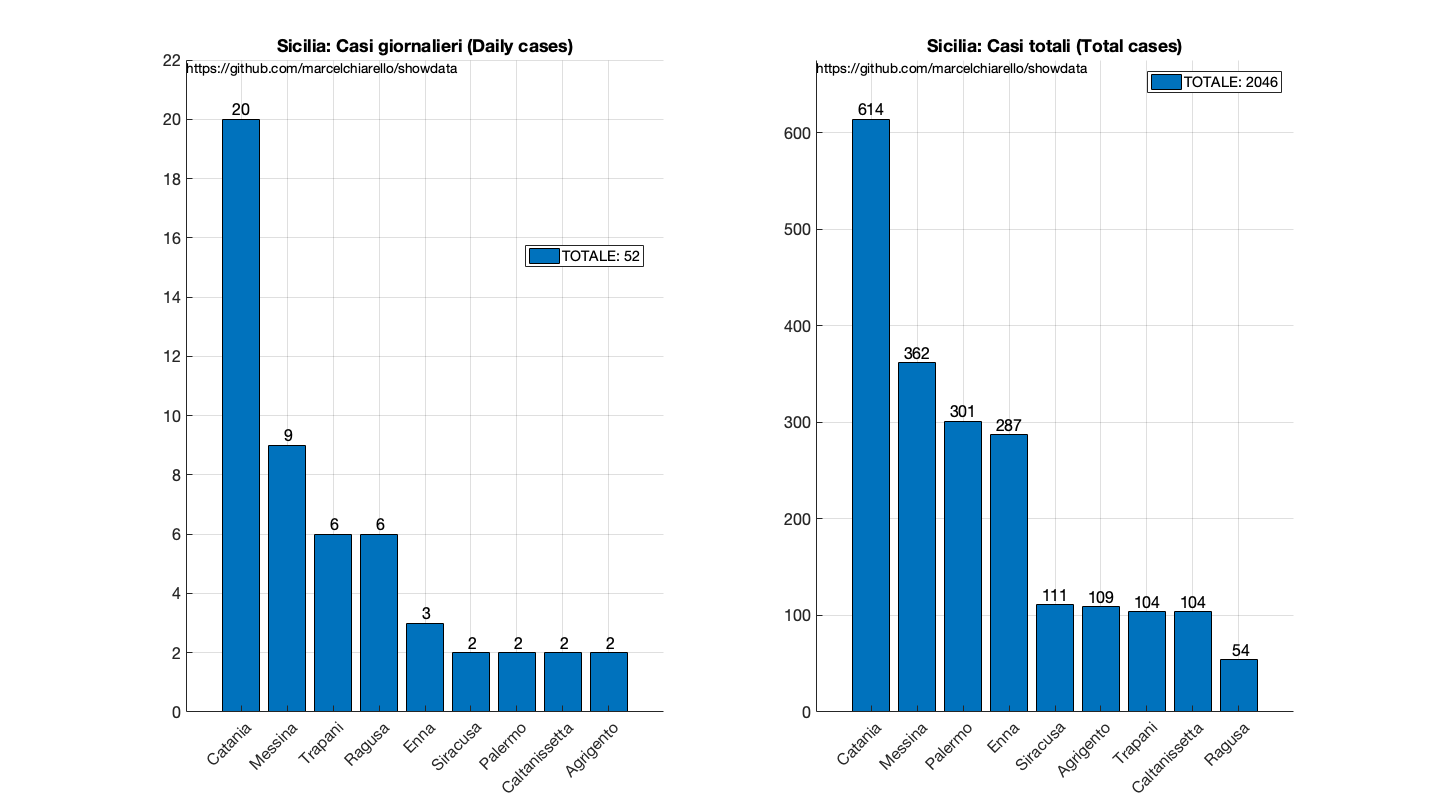 Sicilia: Casi giornalieri (Daily cases)
22
https://github.com/marcelchiarello/showdata
20
20
18
16
TOTALE: 52
14
12
10
9
8
6
6
6
4
3
2
2
2
2
2
0
Catania
Messina
Trapani
Ragusa
Enna
Siracusa
Palermo
Caltanissetta
Agrigento
Sicilia: Casi totali (Total cases)
https://github.com/marcelchiarello/showdata
TOTALE: 2046
614
600
500
400
362
301
300
287
200
111
109
104
104
100
54
0
Catania
Messina
Palermo
Enna
Siracusa
Agrigento
Trapani
Caltanissetta
Ragusa